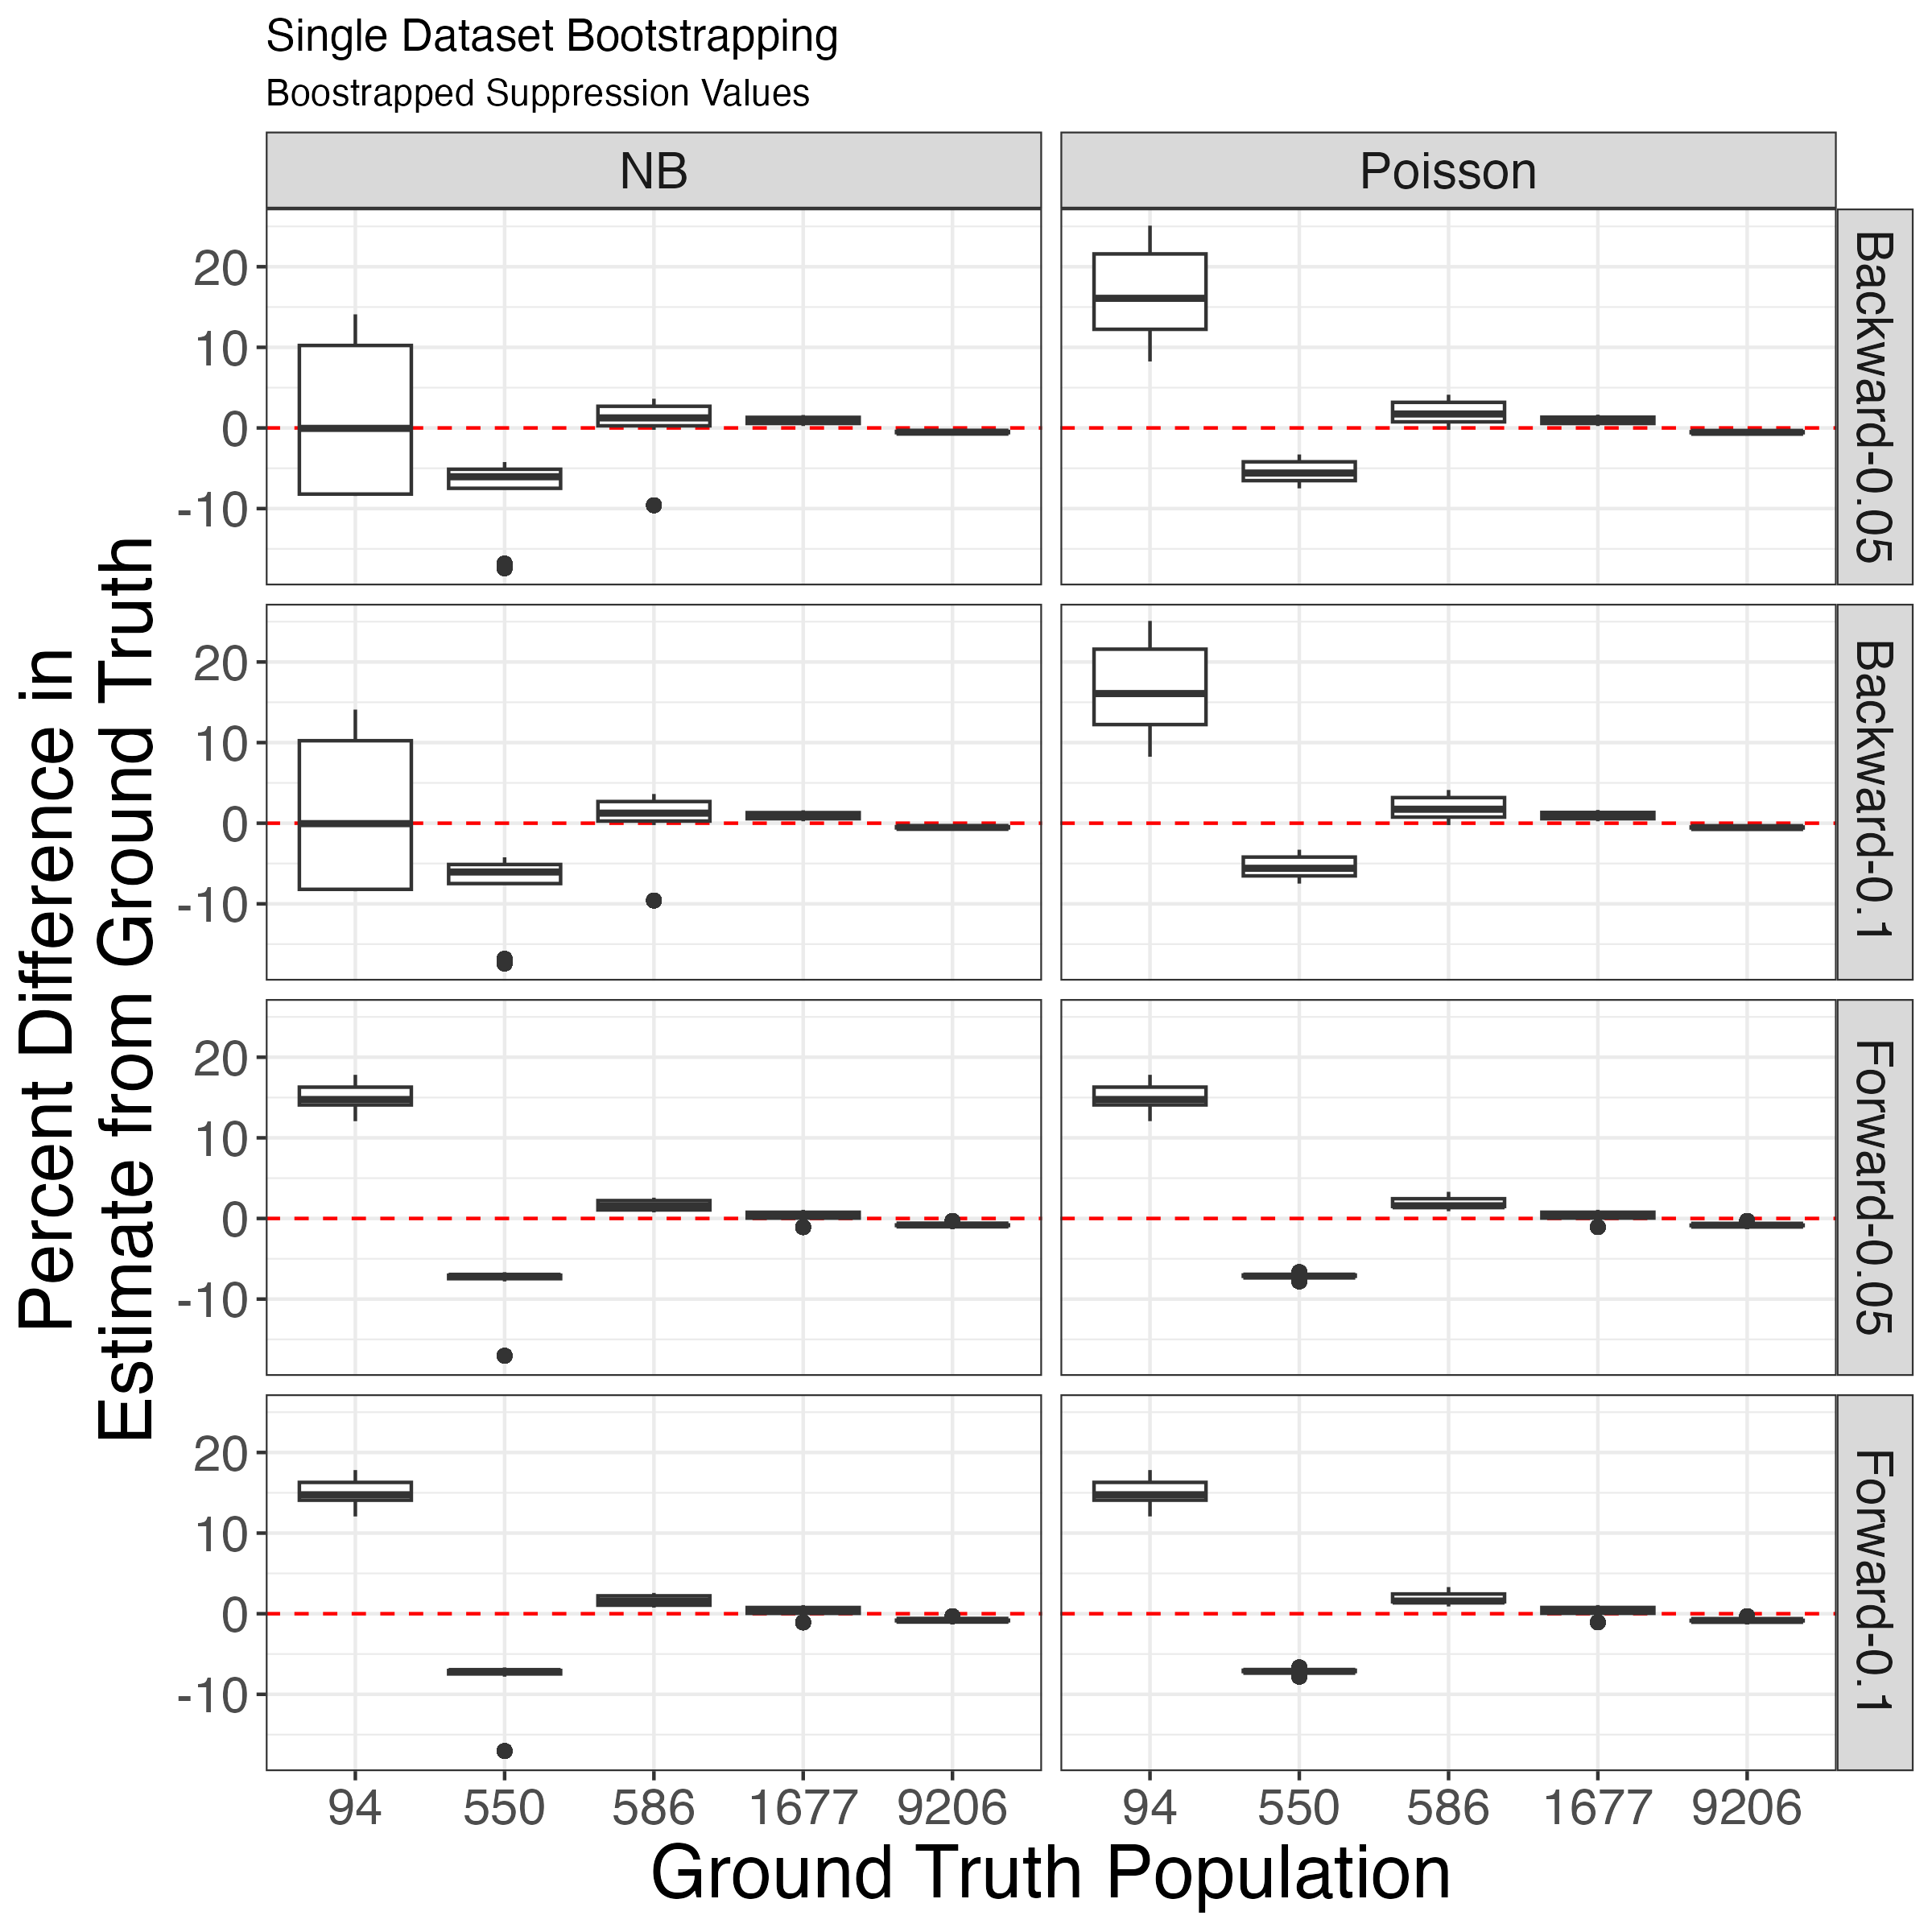 Single Dataset Bootstrapping
Boostrapped Suppression Values
NB
Poisson
Percent Difference in
Estimate from Ground Truth
20
10
0
-10
Backward-0.05
20
10
0
-10
Backward-0.1
20
10
0
-10
Forward-0.05
20
10
0
-10
Forward-0.1
94 550 586 1677 9206
94 550 586 1677 9206
Ground Truth Population